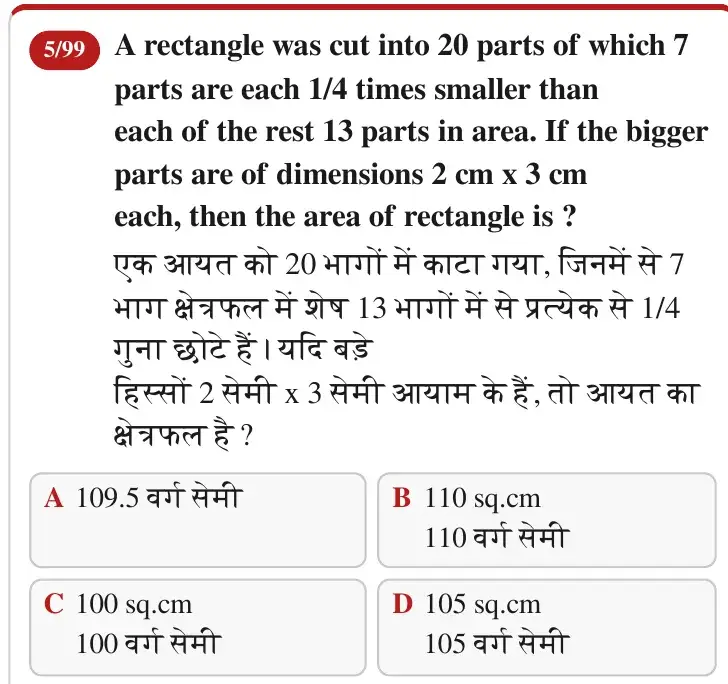 5/99 A rectangle was cut into 20 parts of which 7
parts are each 1/4 times smaller than
each of the rest 13 parts in area. If the bigger
parts are of dimensions 2 cm x 3 cm
each, then the area of rectangle is ?
एक आयत को 20 भागों में काटा गया, जिनमें से 7
भाग क्षेत्रफल में शेष 13 भागों में से प्रत्येक से 1/4
गुना छोटे हैं। यदि बड़े
हिस्सों 2 सेमी x 3 सेमी आयाम के हैं, तो आयत का
क्षेत्रफल है ?
A 109.5 वर्ग सेमी
B 110 sq.cm
110 वर्ग सेमी
C 100 sq.cm
100 वर्ग सेमी
D 105 sq.cm
105 वर्ग सेमी